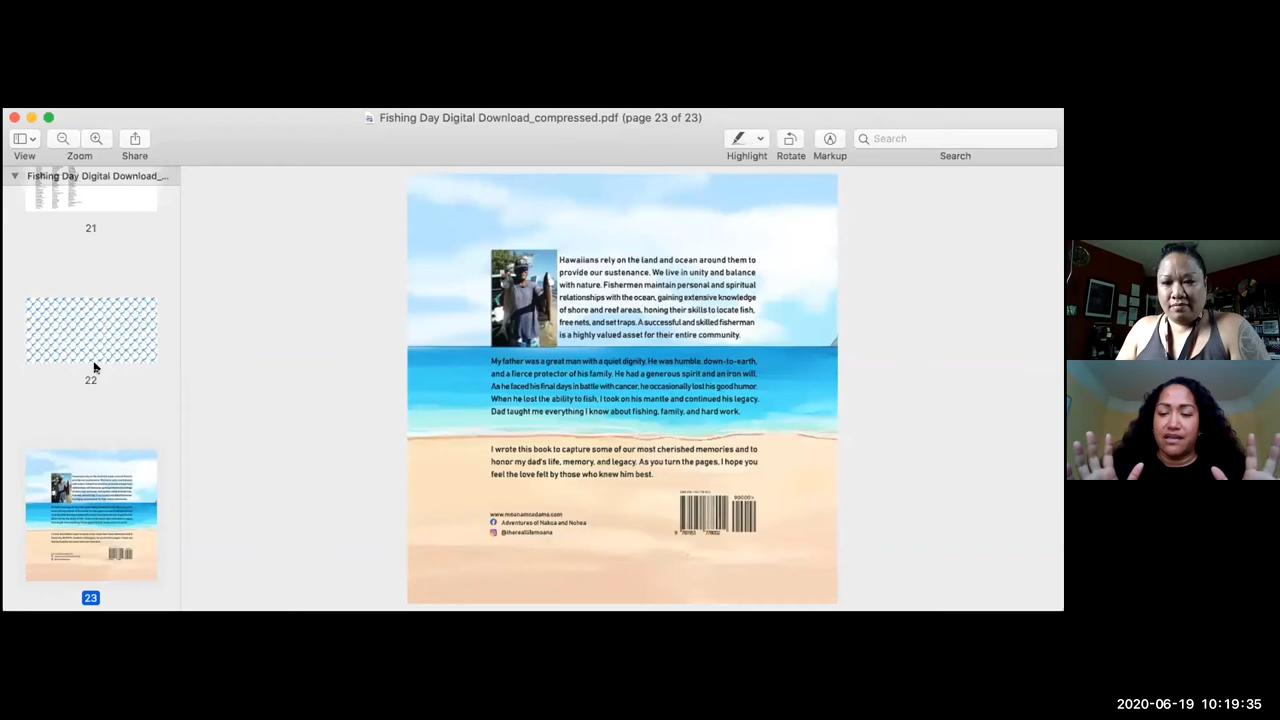 Fishing Day Digital Download_compressed.pdf (page 23 of 23)
View
Zoom
Share
Highlight
Rotate
Markup
Search
Search
Fishing Day Digital Download_...
21
22
23
Hawaiians rely on the land and ocean around them to
provide our sustenance. We live in unity and balance
with nature. Fishermen maintain personal and spiritual
relationships with the ocean, gaining extensive knowledge
of shore and reef areas, honing their skills to locate fish,
free nets, and set traps. A successful and skilled fisherman
is a highly valued asset for their entire community.
My father was a great man with a quiet dignity. He was humble, down-to-earth,
and a fierce protector of his family. He had a generous spirit and an iron will.
As he faced his final days in battle with cancer, he occasionally lost his good humor.
When he lost the ability to fish, I took on his mantle and continued his legacy.
Dad taught me everything I know about fishing, family, and hard work.
I wrote this book to capture some of our most cherished memories and to
honor my dad's life, memory, and legacy. As you turn the pages, I hope you
feel the love felt by those who knew him best.
www.moanamcadams.com
Adventures of Nakoa and Nohea
@thereallifemoana
90000>
2020-06-19 10:19:35